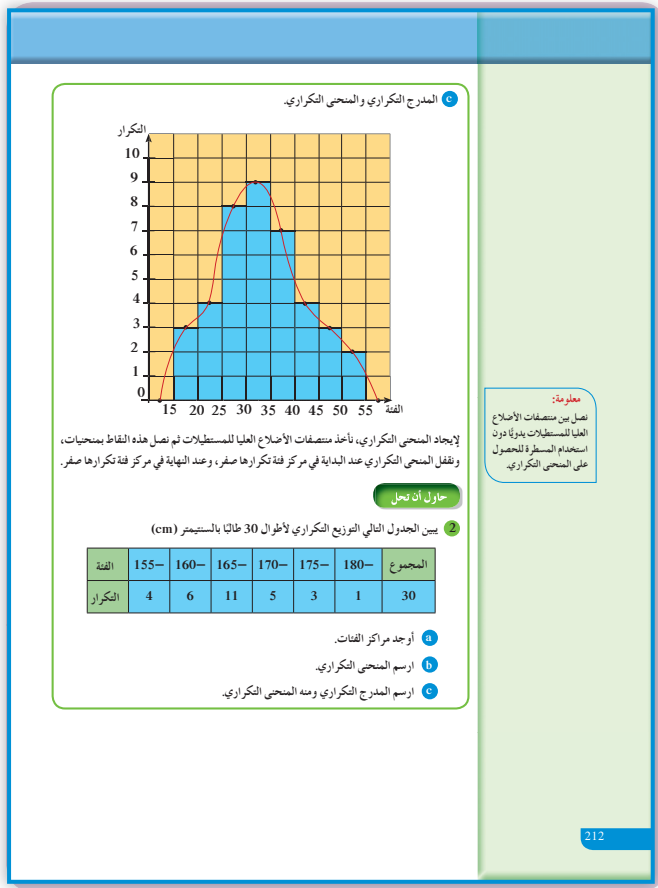 c المدرج التكراري والمنحنى التكراري.
التكرار
10
9
8
7
6
5
4
3
2
1
0
15 20 25 30 35 40 45 50 55 الفئة
لإيجاد المنحنى التكراري، نأخذ منتصفات الأضلاع العليا للمستطيلات ثم نصل هذه النقاط بمنحنيات،
ونقفل المنحى التكراري عند البداية في مركز فئة تكرارها صفر، وعند النهاية في مركز فئة تكرارها صفر.
معلومة:
نصل بين منتصفات الأضلاع
العليا للمستطيلات يدويًّا دون
استخدام المسطرة للحصول
على المنحنى التكراري.
حاول أن تحل
2 يبين الجدول التالي التوزيع التكراري لأطوال 30 طالبًا بالسنتيمتر (cm)
الفئة 155– 160– 165– 170– 175– 180– المجموع
التكرار 4 6 11 5 3 1 30
a أوجد مراكز الفئات.
b ارسم المنحنى التكراري.
c ارسم المدرج التكراري ومنه المنحنى التكراري.
212